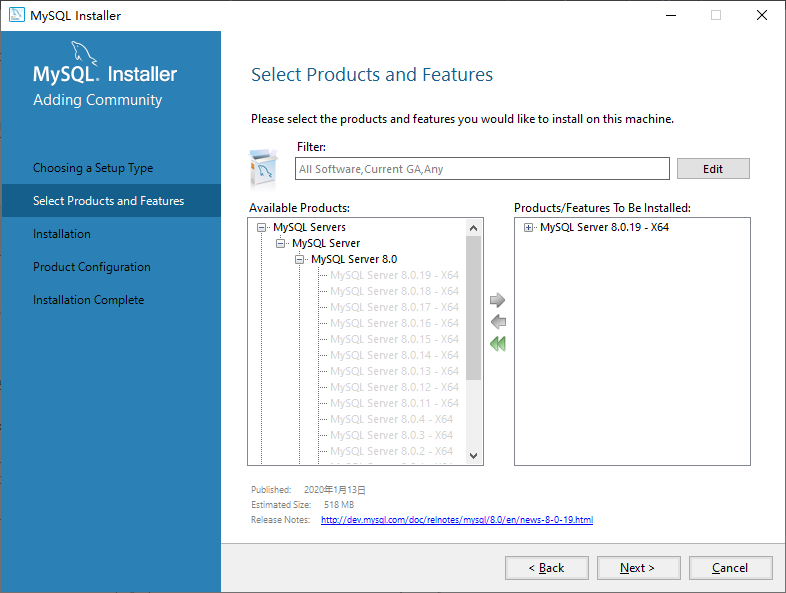 MySQL Installer
MySQL. Installer
Adding Community
Choosing a Setup Type
Select Products and Features
Installation
Product Configuration
Installation Complete
Select Products and Features
Please select the products and features you would like to install on this machine.
Filter:
All Software,Current GA,Any
Edit
Available Products:
MySQL Servers
MySQL Server
MySQL Server 8.0
MySQL Server 8.0.19 - X64
MySQL Server 8.0.18 - X64
MySQL Server 8.0.17 - X64
MySQL Server 8.0.16 - X64
MySQL Server 8.0.15 - X64
MySQL Server 8.0.14 - X64
MySQL Server 8.0.13 - X64
MySQL Server 8.0.12 - X64
MySQL Server 8.0.11 - X64
MySQL Server 8.0.4 - X64
MySQL Server 8.0.3 - X64
MySQL Server 8.0.2 - X64
Products/Features To Be Installed:
MySQL Server 8.0.19 - X64
Published: 2020年1月13日
Estimated Size: 518 MB
Release Notes: http://dev.mysql.com/doc/relnotes/mysql/8.0/en/news-8-0-19.html
< Back
Next >
Cancel